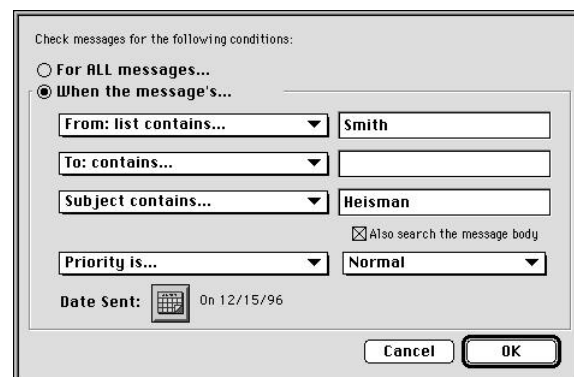 Check messages for the following conditions:
For ALL messages...
When the message's...
From: list contains... Smith
To: contains...
Subject contains... Heisman
Also search the message body
Priority is... Normal
Date Sent: On 12/15/96
Cancel OK